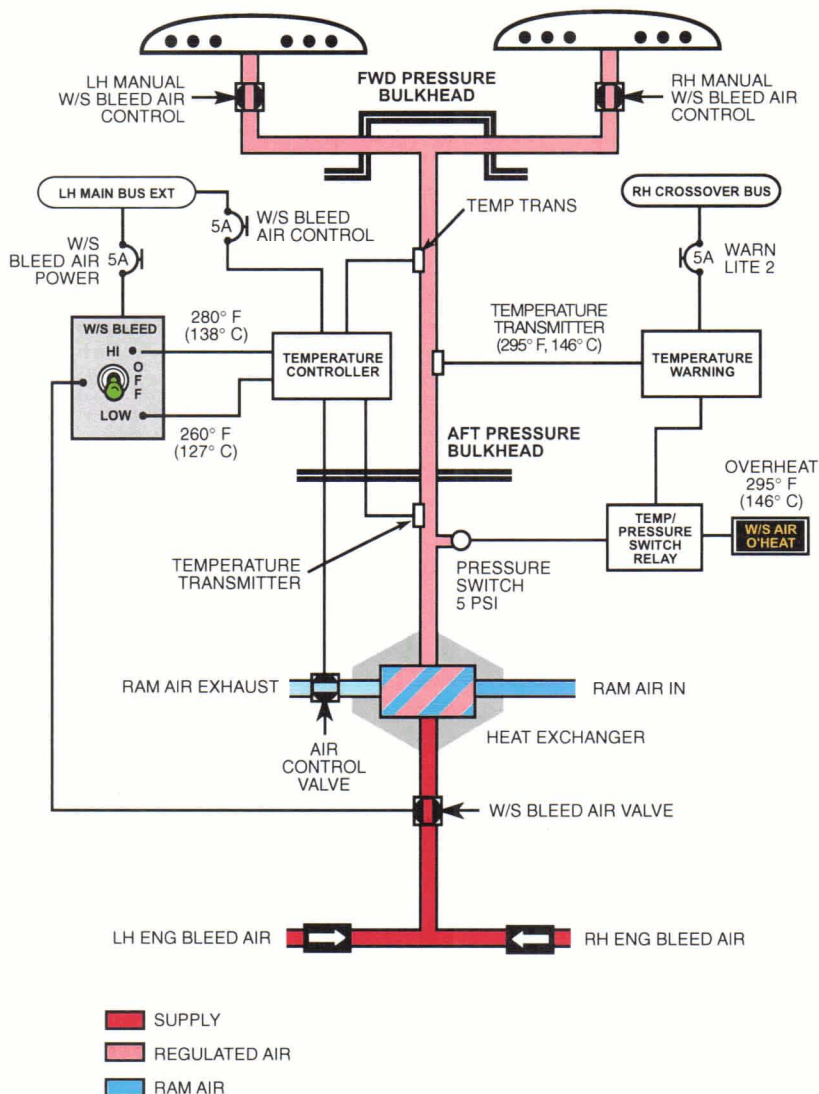 LH MANUAL
W/S BLEED AIR
CONTROL
FWD PRESSURE
BULKHEAD
RH MANUAL
W/S BLEED AIR
CONTROL
LH MAIN BUS EXT
W/S
BLEED AIR
POWER
5A
5A
W/S BLEED
AIR CONTROL
TEMP TRANS
RH CROSSOVER BUS
5A
WARN
LITE 2
W/S BLEED
HI
OFF
LOW
280° F
(138° C)
260° F
(127° C)
TEMPERATURE
CONTROLLER
TEMPERATURE
TRANSMITTER
(295° F, 146° C)
TEMPERATURE
WARNING
AFT PRESSURE
BULKHEAD
TEMPERATURE
TRANSMITTER
PRESSURE
SWITCH
5 PSI
TEMP/
PRESSURE
SWITCH
RELAY
OVERHEAT
295° F
(146° C)
W/S AIR
O'HEAT
RAM AIR EXHAUST
RAM AIR IN
AIR
CONTROL
VALVE
HEAT EXCHANGER
W/S BLEED AIR VALVE
LH ENG BLEED AIR
RH ENG BLEED AIR
SUPPLY
REGULATED AIR
RAM AIR